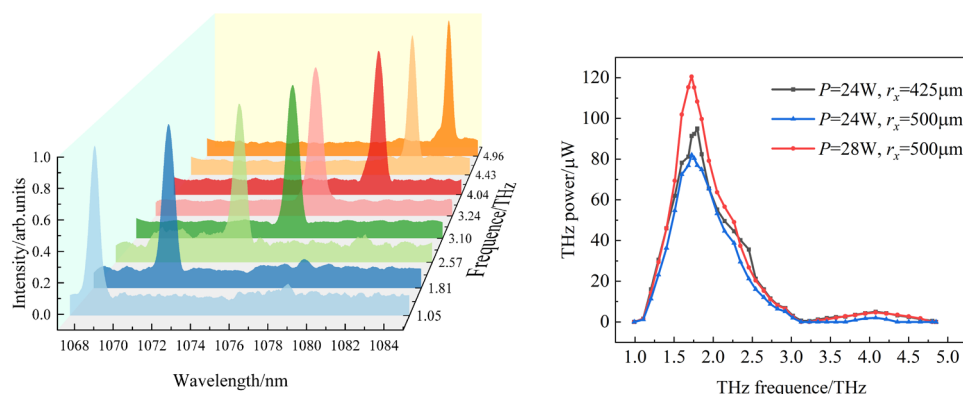 1.0
0.8
0.6
0.4
0.2
0.0
Intensity/arb.units
1068 1070 1072 1074 1076 1078 1080 1082 1084
Wavelength/nm
4.96
4.43
4.04
3.24
3.10
2.57
1.81
1.05
Frequence/THz
120
100
80
60
40
20
0
THz power/μW
P=24W, rx=425μm
P=24W, rx=500μm
P=28W, rx=500μm
1.0 1.5 2.0 2.5 3.0 3.5 4.0 4.5 5.0
THz frequence/THz